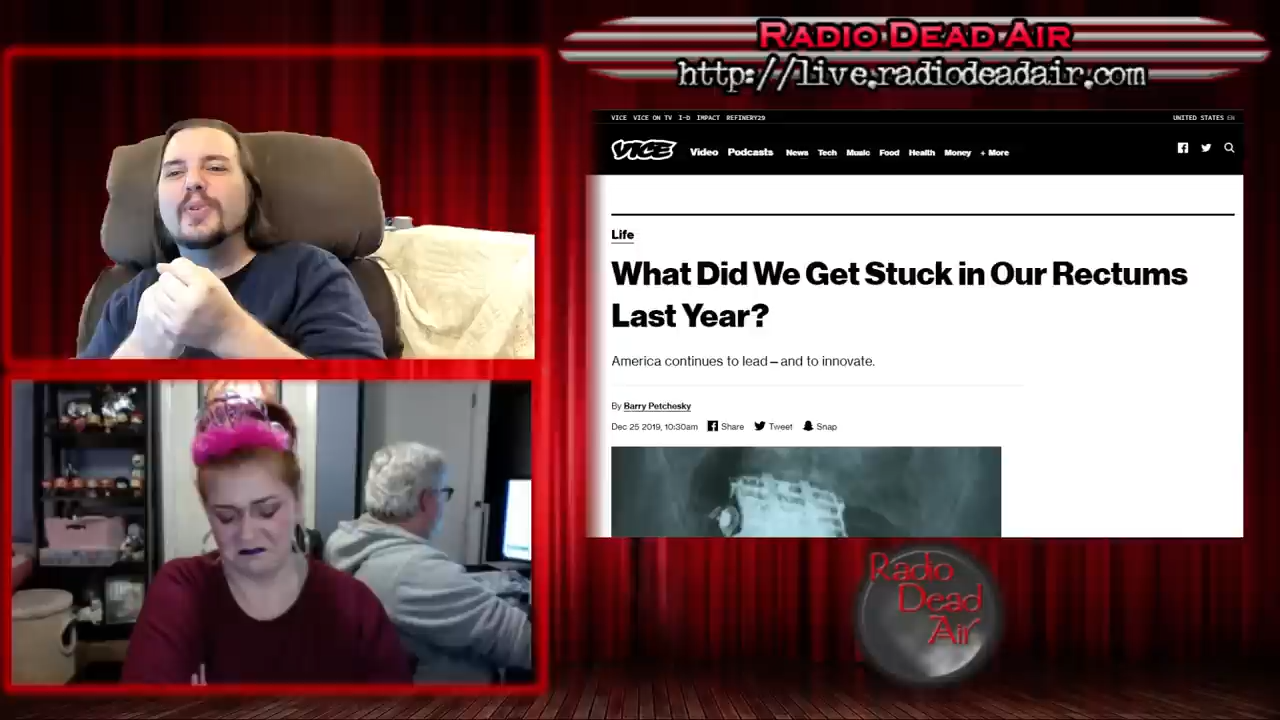 Radio Dead Air
http://live.radiodeadair.com
VICE VICE ON TV I-D IMPACT REFINERY29 UNITED STATES EN
VICE Video Podcasts News Tech Music Food Health Money + More
Life
What Did We Get Stuck in Our Rectums
Last Year?
America continues to lead—and to innovate.
By Barry Petchesky
Dec 25 2019, 10:30am Share Tweet Snap
Radio
Dead
Air